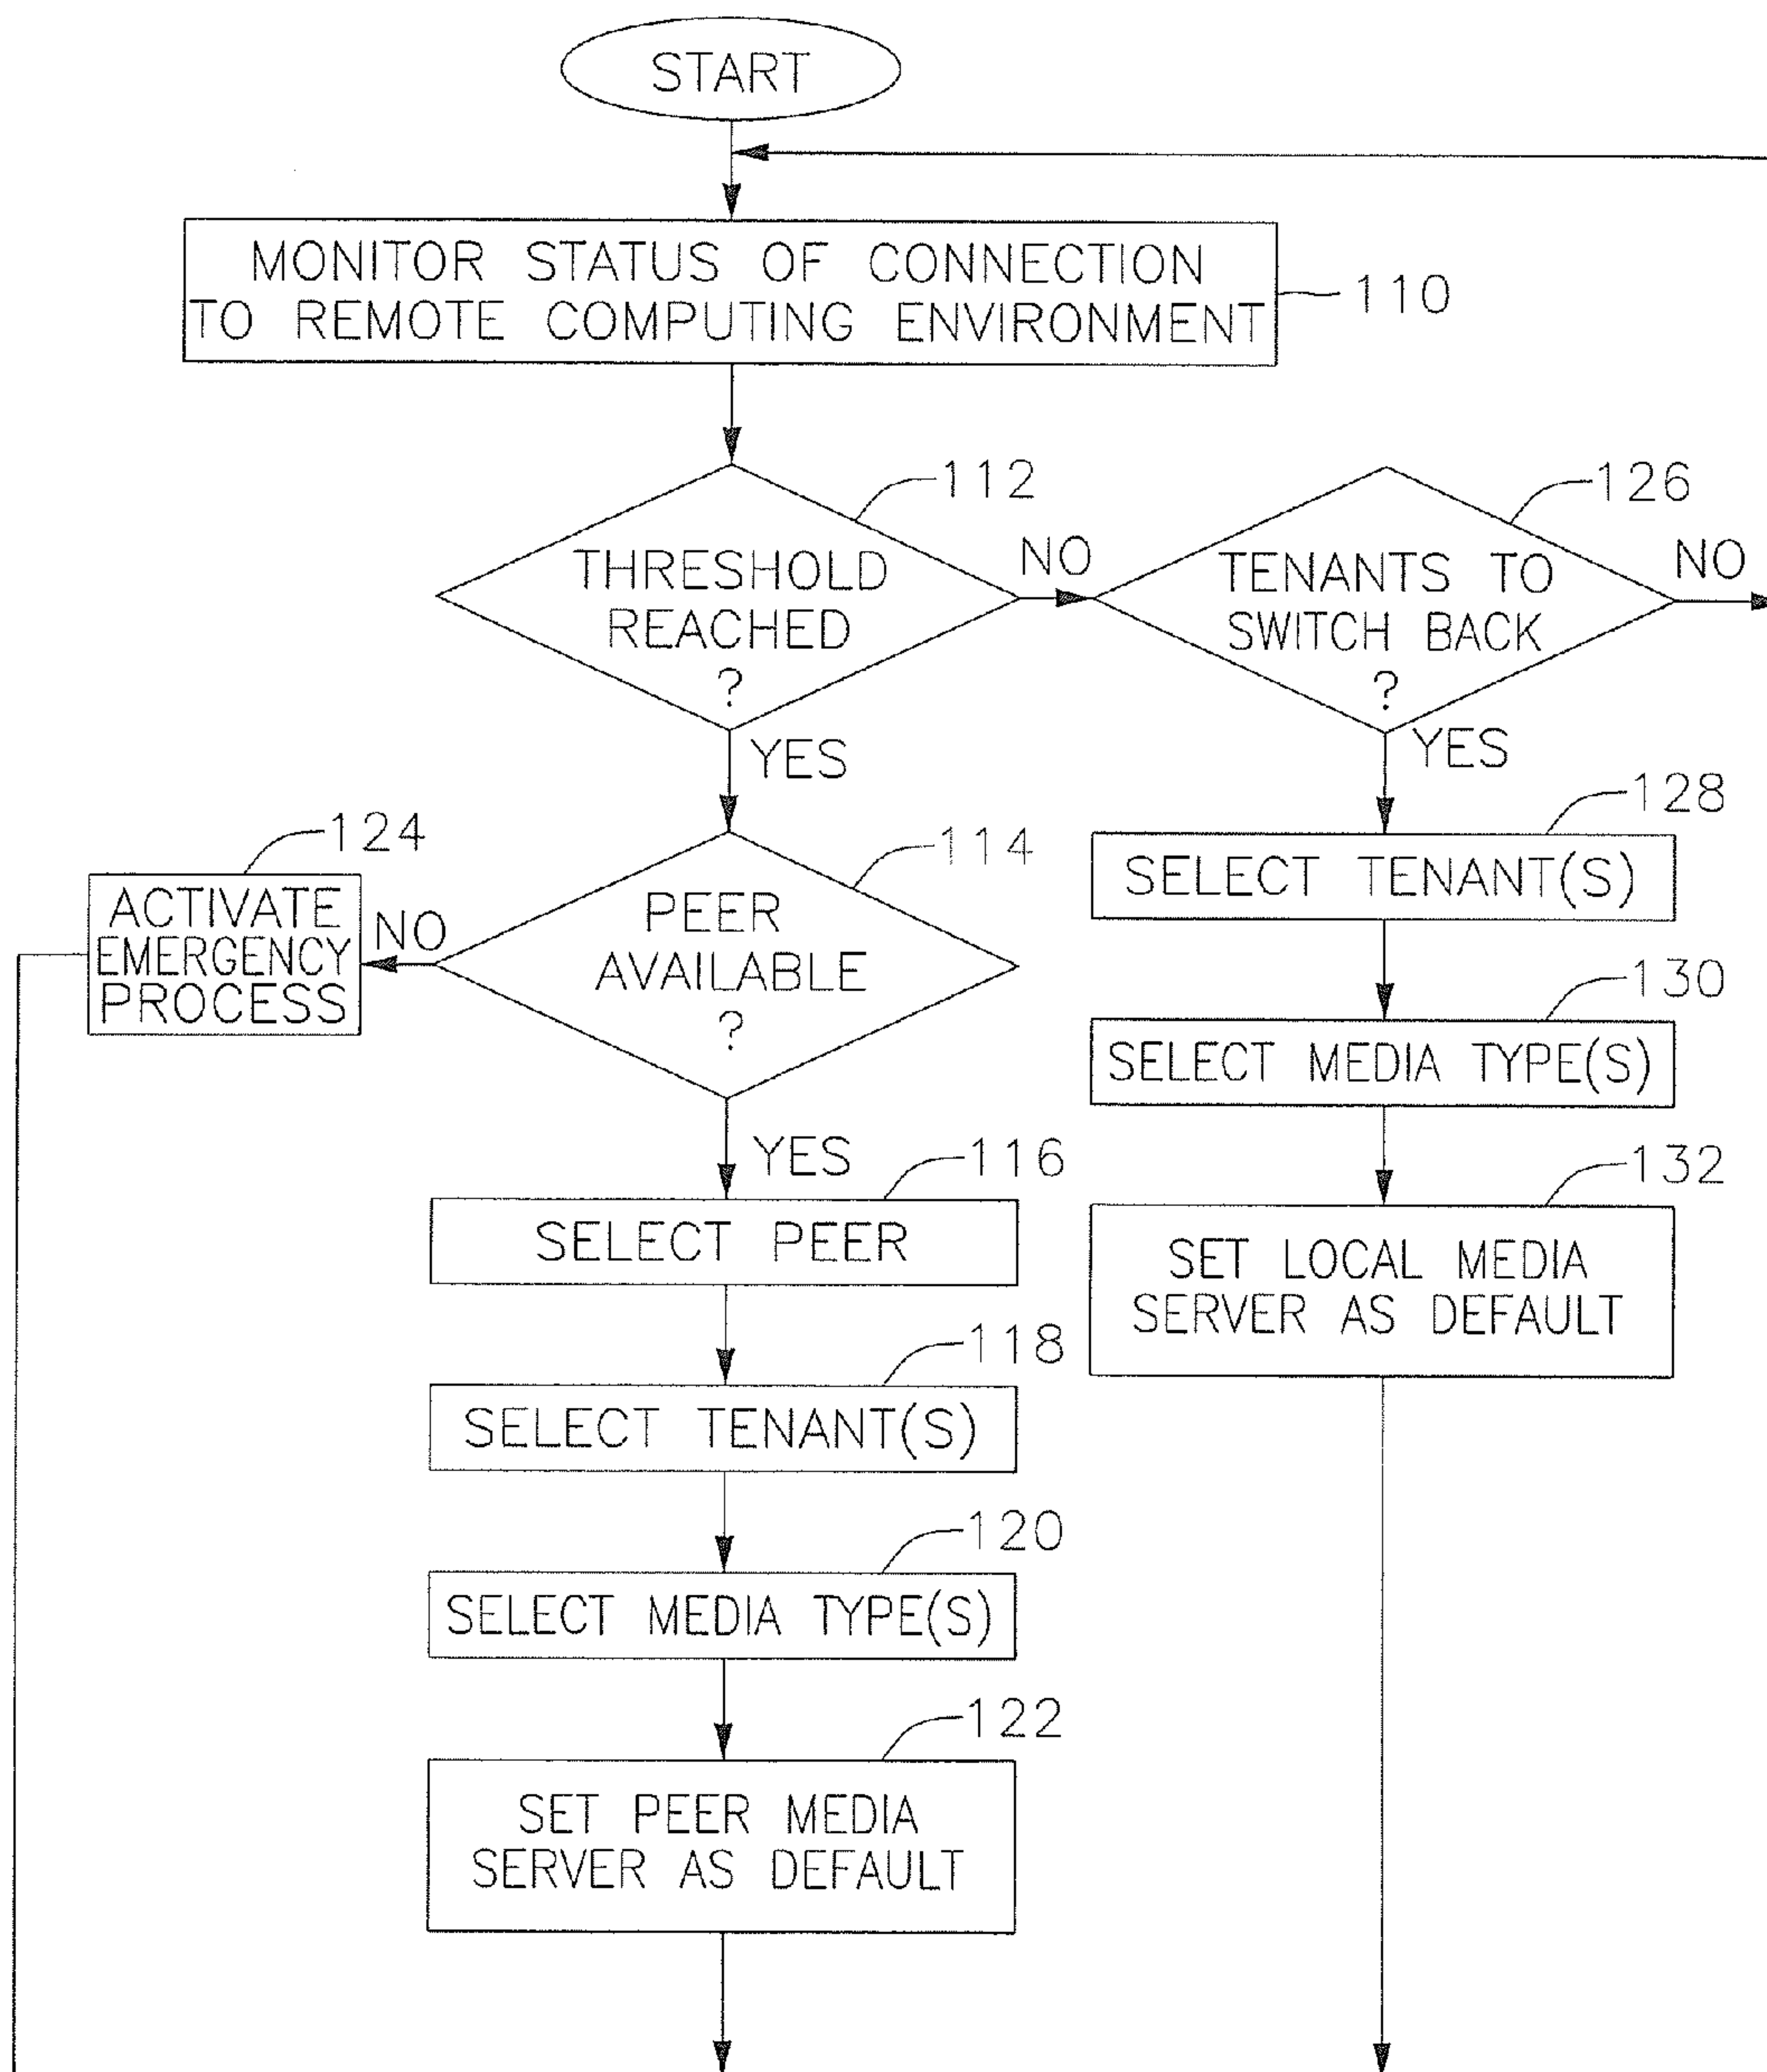 START
MONITOR STATUS OF CONNECTION
TO REMOTE COMPUTING ENVIRONMENT
110
112
THRESHOLD
REACHED
?
NO
126
TENANTS TO
SWITCH BACK
?
NO
YES
YES
124
ACTIVATE
EMERGENCY
PROCESS
NO
114
PEER
AVAILABLE
?
128
SELECT TENANT(S)
130
SELECT MEDIA TYPE(S)
YES
116
SELECT PEER
132
SET LOCAL MEDIA
SERVER AS DEFAULT
118
SELECT TENANT(S)
120
SELECT MEDIA TYPE(S)
122
SET PEER MEDIA
SERVER AS DEFAULT